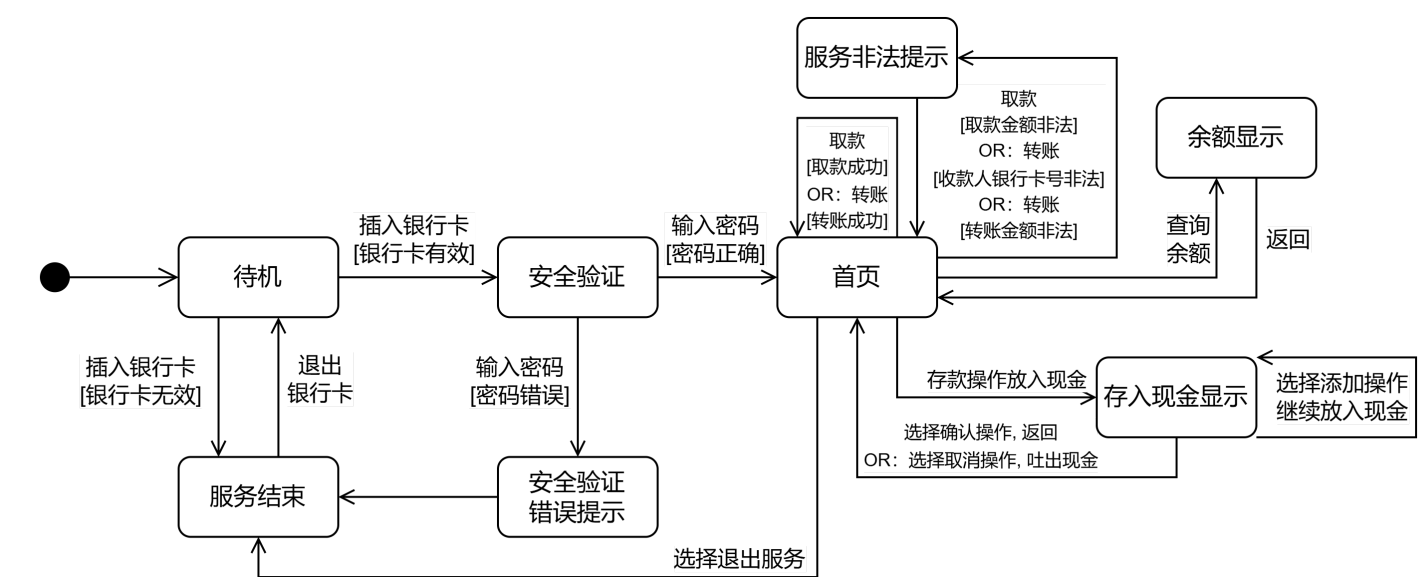 服务非法提示
取款
[取款金额非法]
OR：转账
[收款人银行卡号非法]
OR：转账
[转账金额非法]
余额显示
取款
[取款成功]
OR：转账
[转账成功]
查询
余额
返回
插入银行卡
[银行卡有效]
输入密码
[密码正确]
待机
安全验证
首页
插入银行卡
[银行卡无效]
退出
银行卡
输入密码
[密码错误]
存款操作放入现金
存入现金显示
选择添加操作
继续放入现金
选择确认操作, 返回
OR：选择取消操作, 吐出现金
服务结束
安全验证
错误提示
选择退出服务